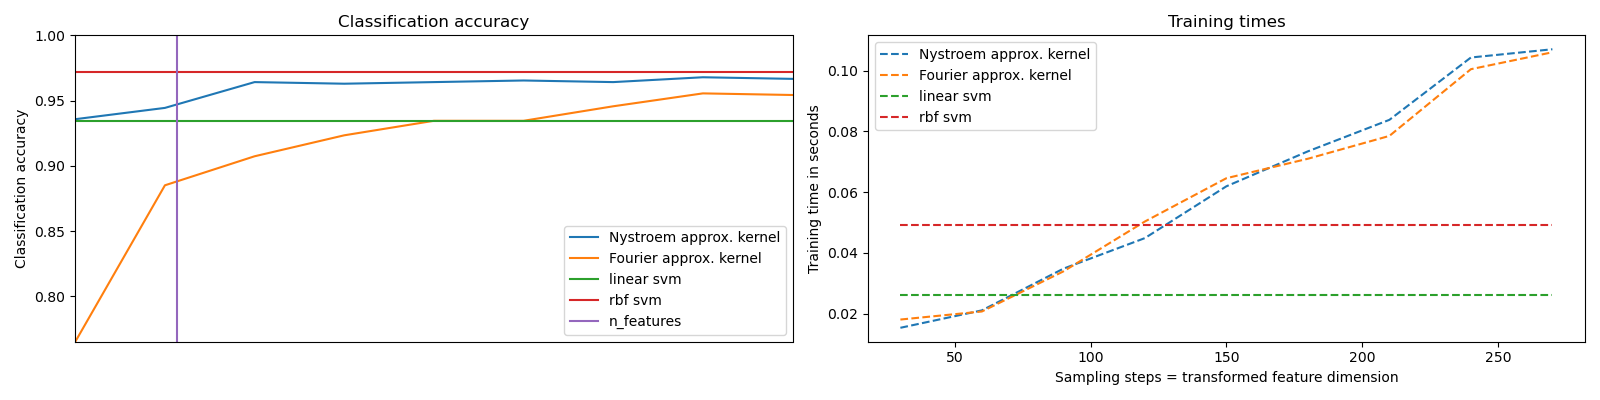 Classification accuracy
Classification accuracy
1.00
0.95
0.90
0.85
0.80
Nystroem approx. kernel
Fourier approx. kernel
linear svm
rbf svm
n_features
Training times
Training time in seconds
0.10
0.08
0.06
0.04
0.02
Nystroem approx. kernel
Fourier approx. kernel
linear svm
rbf svm
50 100 150 200 250
Sampling steps = transformed feature dimension